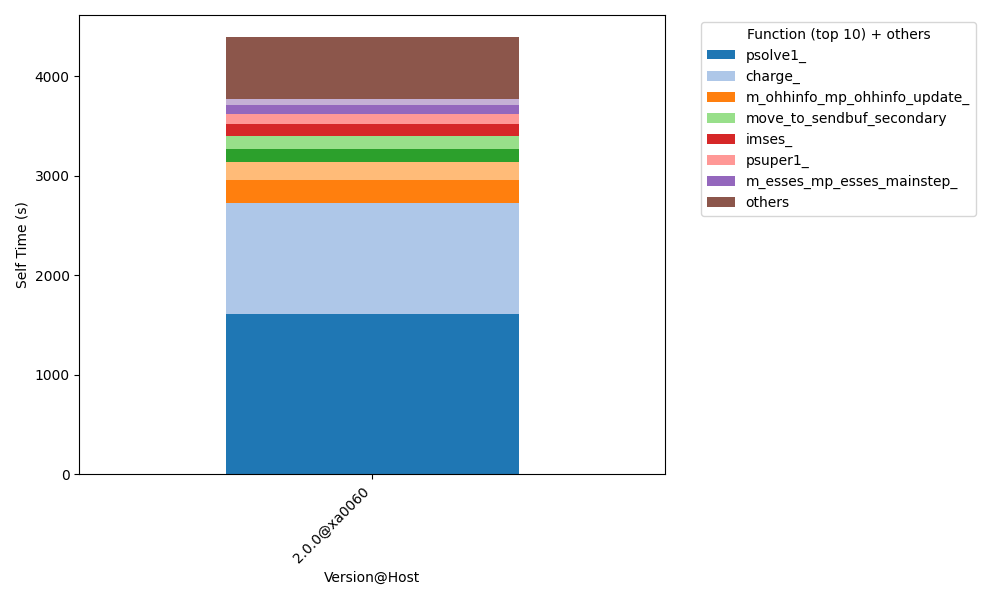 Self Time (s)
4000
3000
2000
1000
0
2.0.0@xa0060
Version@Host
Function (top 10) + others
psolve1_
charge_
m_ohhinfo_mp_ohhinfo_update_
move_to_sendbuf_secondary
imses_
psuper1_
m_esses_mp_esses_mainstep_
others